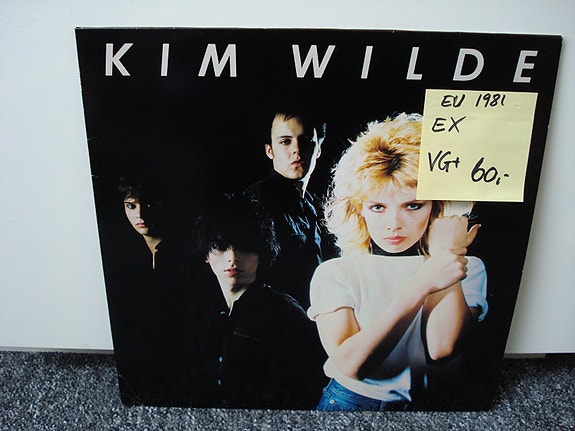 KIM WILDE
EU 1981
EX
VG+ 60,-